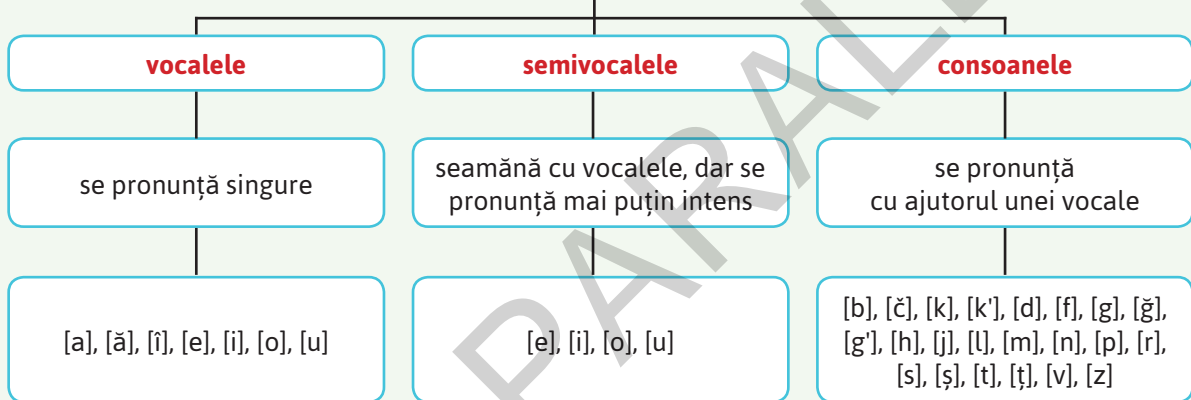 vocalele
semivocalele
consoanele
se pronunță singure
seamănă cu vocalele, dar se
pronunță mai puțin intens
se pronunță
cu ajutorul unei vocale
[a], [ă], [î], [e], [i], [o], [u]
[e], [i], [o], [u]
[b], [č], [k], [k'], [d], [f], [g], [ğ],
[g'], [h], [j], [l], [m], [n], [p], [r],
[s], [ș], [t], [ț], [v], [z]
PARALE